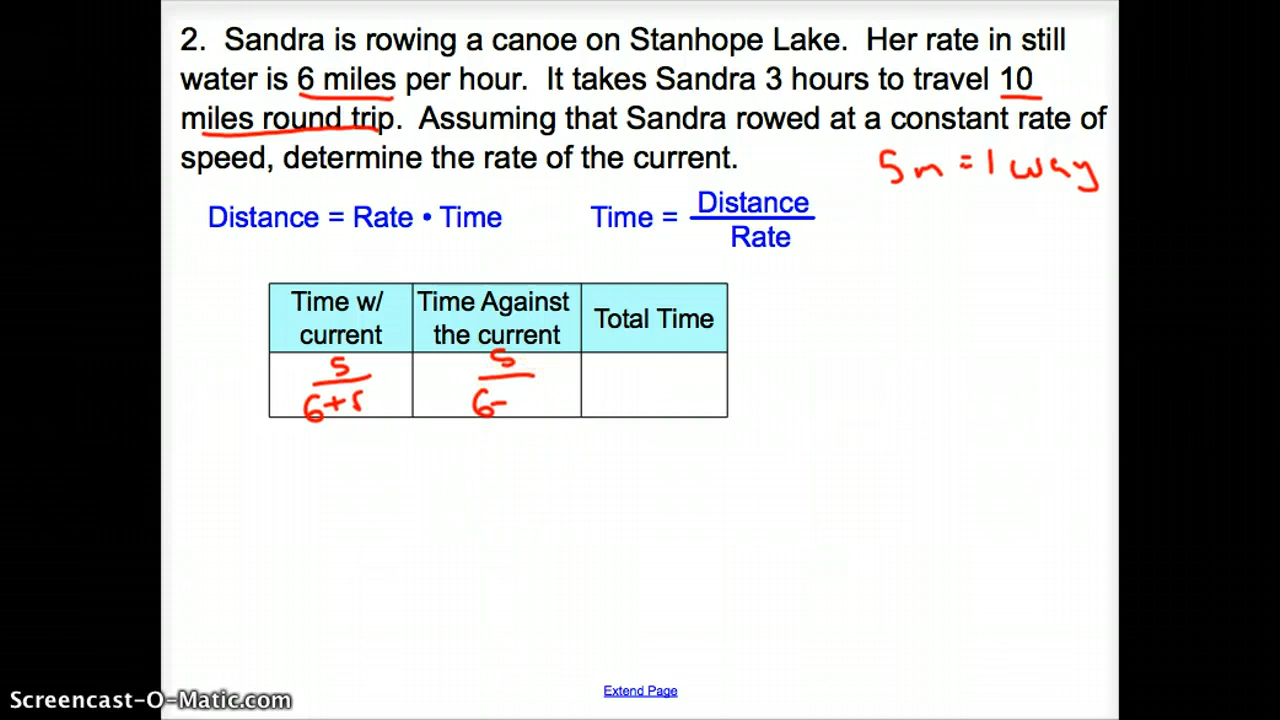 2. Sandra is rowing a canoe on Stanhope Lake. Her rate in still
water is 6 miles per hour. It takes Sandra 3 hours to travel 10
miles round trip. Assuming that Sandra rowed at a constant rate of
speed, determine the rate of the current.
5m = 1 way
Distance = Rate • Time
Time = Distance
Rate
Time w/
current
Time Against
the current
Total Time
5
6+r
5
6-
Extend Page
Screencast-O-Matic.com